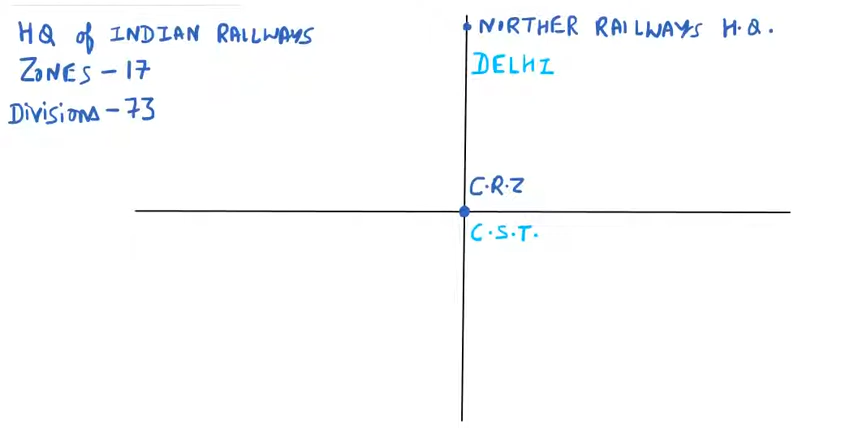 HQ of INDIAN RAILWAYS
ZONES - 17
Divisions - 73
NORTHER RAILWAYS H.Q.
DELHI
C.R.Z
C.S.T.